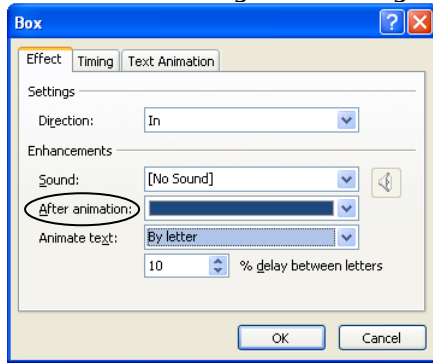 Box
Effect Timing Text Animation
Settings
Direction: In
Enhancements
Sound: [No Sound]
After animation:
Animate text: By letter
10 % delay between letters
OK Cancel